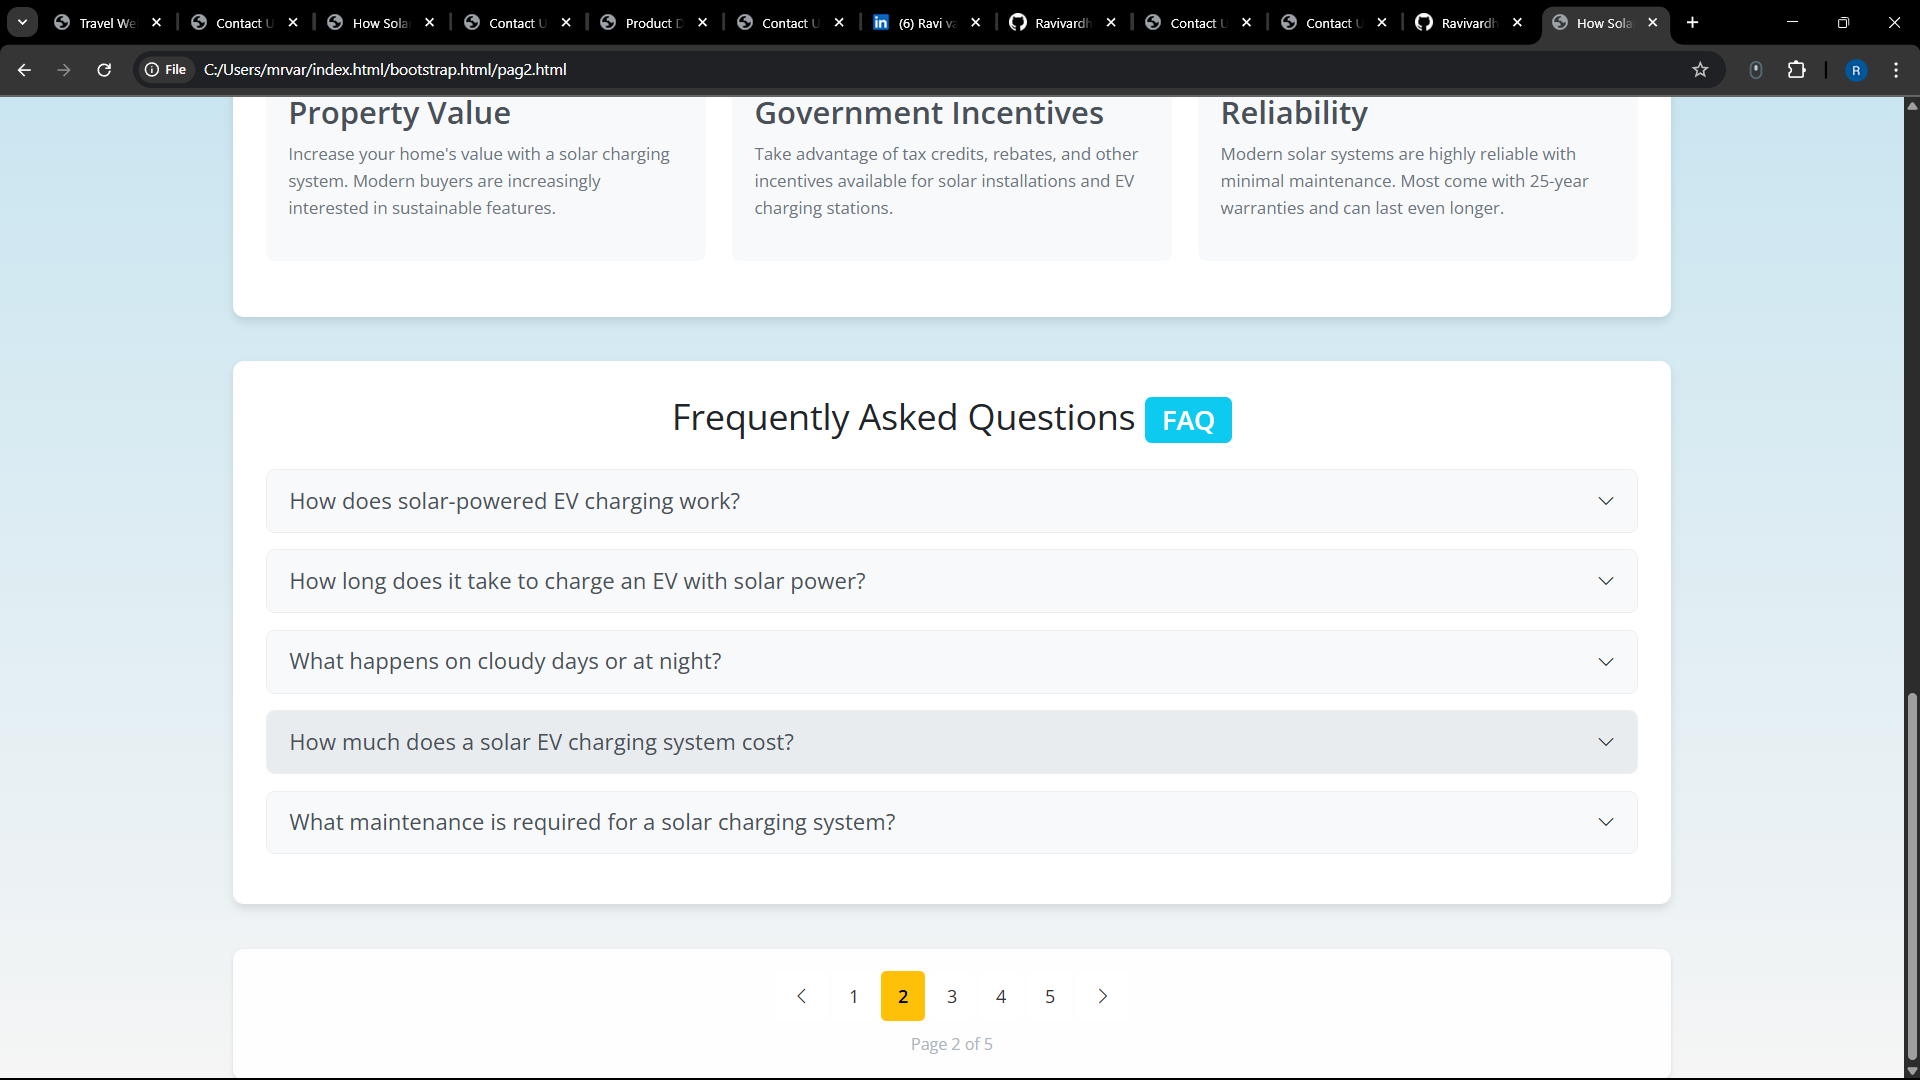 Travel We
Contact U
How Sola
Contact U
Product D
Contact U
in (6) Ravi va
Ravivardh
Contact U
Contact U
Ravivardh
How Sola
File C:/Users/mrvar/index.html/bootstrap.html/pag2.html
R
Property Value
Increase your home's value with a solar charging
system. Modern buyers are increasingly
interested in sustainable features.
Government Incentives
Take advantage of tax credits, rebates, and other
incentives available for solar installations and EV
charging stations.
Reliability
Modern solar systems are highly reliable with
minimal maintenance. Most come with 25-year
warranties and can last even longer.
Frequently Asked Questions FAQ
How does solar-powered EV charging work?
How long does it take to charge an EV with solar power?
What happens on cloudy days or at night?
How much does a solar EV charging system cost?
What maintenance is required for a solar charging system?
1 2 3 4 5
Page 2 of 5